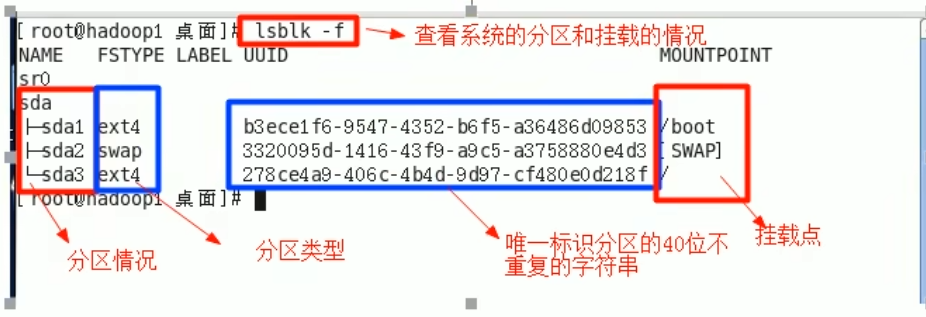 [root@hadoop1 桌面]# lsblk -f
查看系统的分区和挂载的情况
NAME FSTYPE LABEL UUID MOUNTPOINT
sr0
sda
├─sda1 ext4 b3ece1f6-9547-4352-b6f5-a36486d09853 /boot
├─sda2 swap 3320095d-1416-43f9-a9c5-a3758880e4d3 [SWAP]
└─sda3 ext4 278ce4a9-406c-4b4d-9d97-cf480e0d218f /
[root@hadoop1 桌面]#
分区情况
分区类型
唯一标识分区的40位不
重复的字符串
挂载点